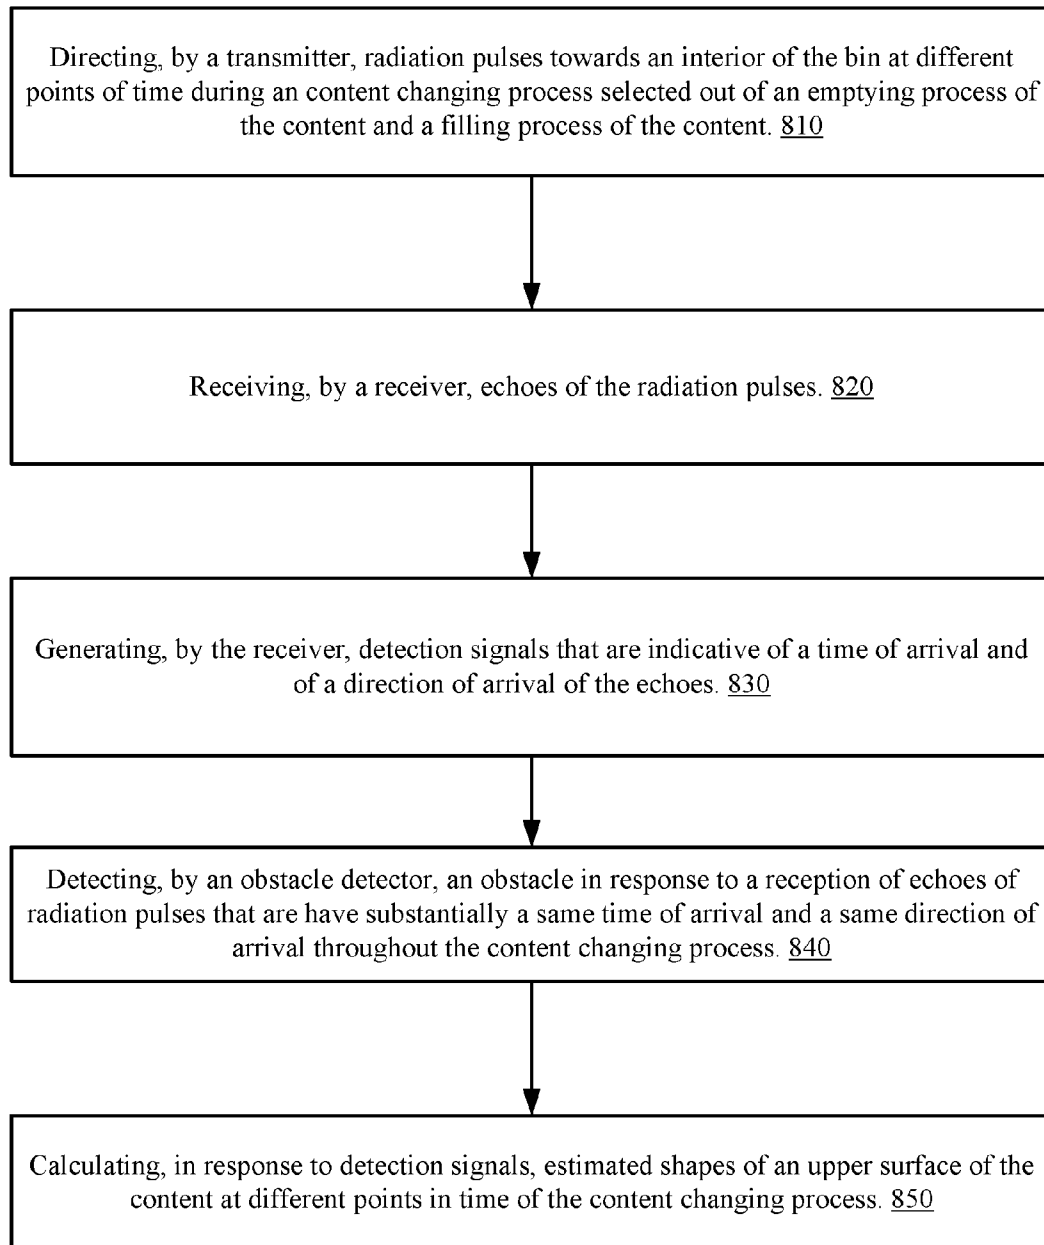 Directing, by a transmitter, radiation pulses towards an interior of the bin at different
points of time during an content changing process selected out of an emptying process of
the content and a filling process of the content. 810
Receiving, by a receiver, echoes of the radiation pulses. 820
Generating, by the receiver, detection signals that are indicative of a time of arrival and
of a direction of arrival of the echoes. 830
Detecting, by an obstacle detector, an obstacle in response to a reception of echoes of
radiation pulses that are have substantially a same time of arrival and a same direction of
arrival throughout the content changing process. 840
Calculating, in response to detection signals, estimated shapes of an upper surface of the
content at different points in time of the content changing process. 850